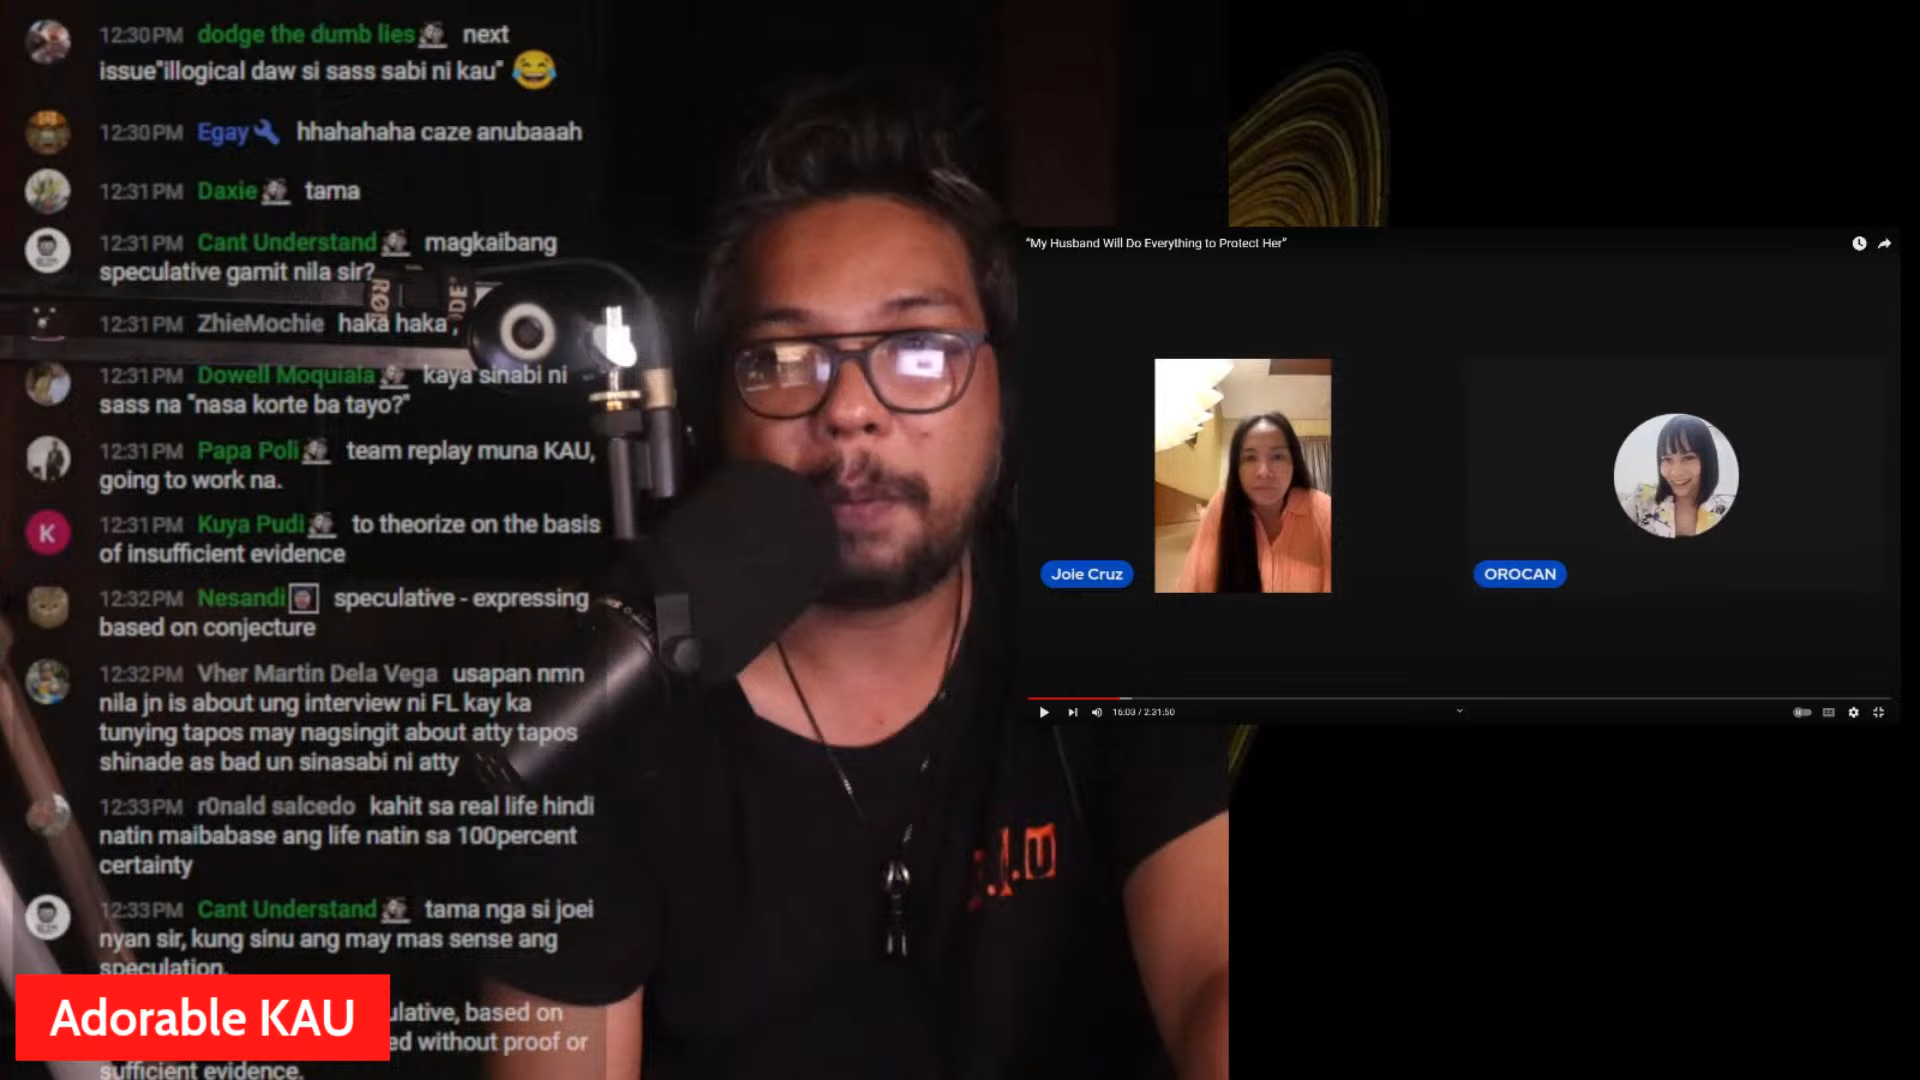 12:30PM dodge the dumb lies next
issue"illogical daw si sass sabi ni kau" 😂
12:30PM Egay hhahahaha caze anubaaah
12:31PM Daxie tama
12:31PM Cant Understand magkaibang
speculative gamit nila sir?
12:31PM ZhieMochie haka haka ,
12:31PM Dowell Moquiala kaya sinabi ni
sass na "nasa korte ba tayo?"
12:31PM Papa Poli team replay muna KAU,
going to work na.
K
12:31PM Kuya Pudi to theorize on the basis
of insufficient evidence
12:32PM Nesandi speculative - expressing
based on conjecture
12:32PM Vher Martin Dela Vega usapan nmn
nila jn is about ung interview ni FL kay ka
tunying tapos may nagsingit about atty tapos
shinade as bad un sinasabi ni atty
12:33PM r0nald salcedo kahit sa real life hindi
natin maibabase ang life natin sa 100percent
certainty
12:33PM Cant Understand tama nga si joei
nyan sir, kung sinu ang may mas sense ang
speculation.
ulative, based on
ed without proof or
sufficient evidence.
Adorable KAU
RØDE
"My Husband Will Do Everything to Protect Her"
Joie Cruz
OROCAN
16:03 / 2:31:50